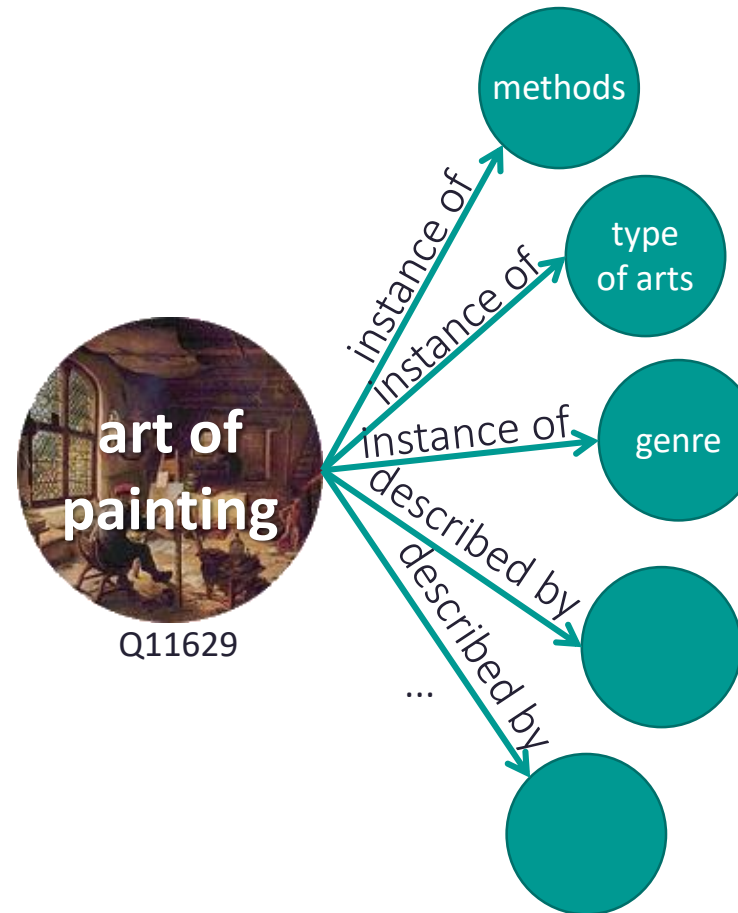 methods
instance of
type
of arts
instance of
instance of
genre
art of
painting
described by
described by
Q11629
...